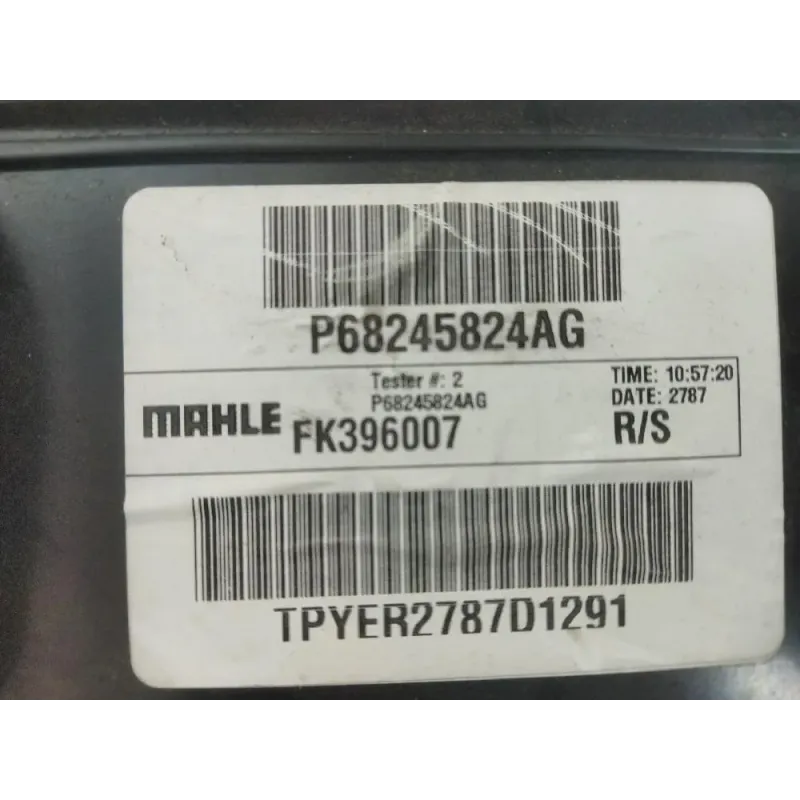 P68245824AG
Tester #: 2
P68245824AG
TIME: 10:57:20
DATE: 2787
MAHLE FK396007 R/S
TPYER2787D1291